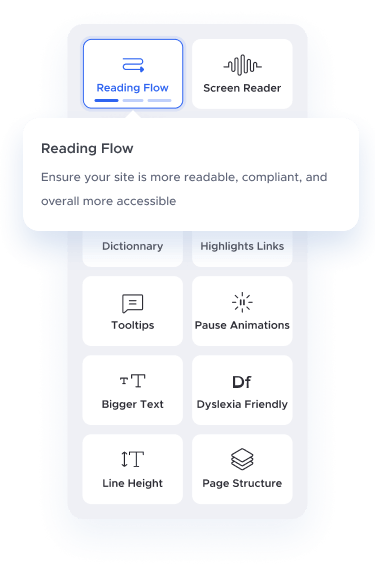 Reading Flow
Screen Reader
Reading Flow
Ensure your site is more readable, compliant, and
overall more accessible
Dictionnary
Highlights Links
Tooltips
Pause Animations
Bigger Text
Df
Dyslexia Friendly
Line Height
Page Structure